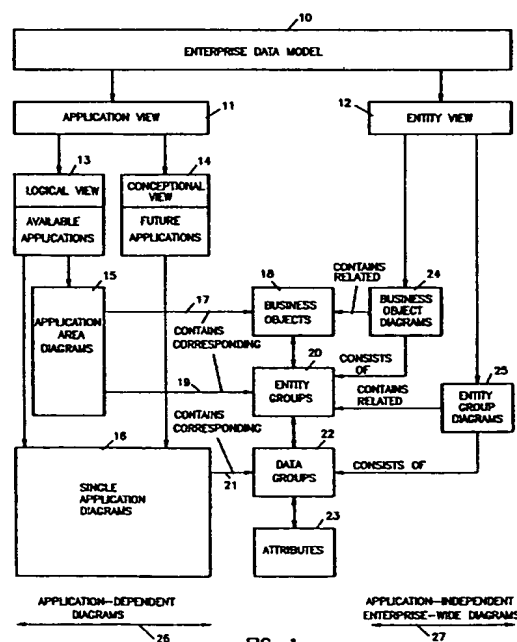 10
ENTERPRISE DATA MODEL
11
APPLICATION VIEW
12
ENTITY VIEW
13
LOGICAL VIEW
AVAILABLE
APPLICATIONS
14
CONCEPTIONAL
VIEW
FUTURE
APPLICATIONS
15
APPLICATION
AREA
DIAGRAMS
17
CONTAINS
CORRESPONDING
18
BUSINESS
OBJECTS
CONTAINS
RELATED
24
BUSINESS
OBJECT
DIAGRAMS
19
20
ENTITY
GROUPS
CONSISTS
OF
CONTAINS
RELATED
25
ENTITY
GROUP
DIAGRAMS
CONTAINS
CORRESPONDING
16
SINGLE
APPLICATION
DIAGRAMS
21
22
DATA
GROUPS
CONSISTS OF
23
ATTRIBUTES
APPLICATION-DEPENDENT
DIAGRAMS
26
APPLICATION-INDEPENDENT
ENTERPRISE-WIDE DIAGRAMS
27
FIG. 1